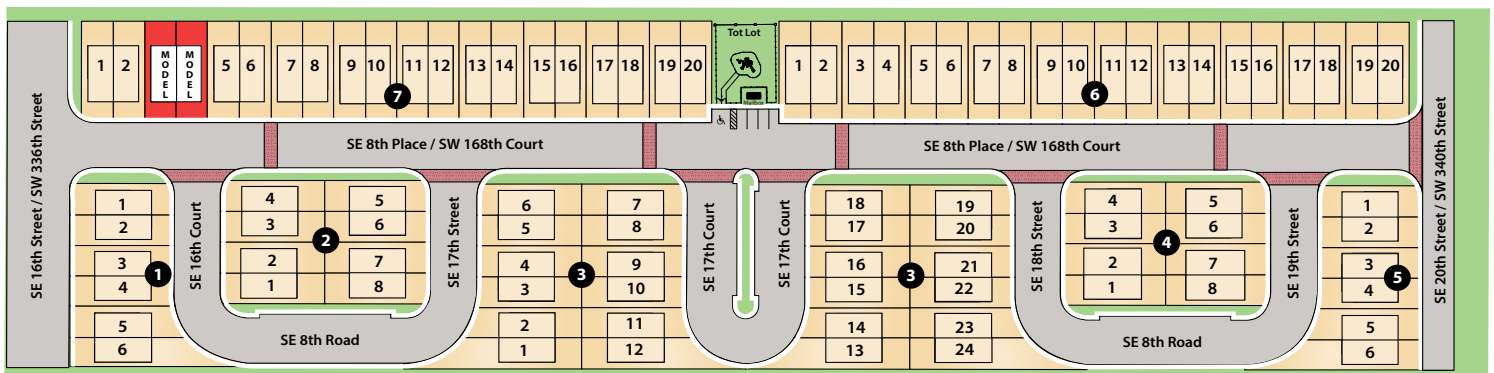 Tot Lot
Mailbox
1 2 MODEL MODEL 5 6 7 8 9 10 11 12 13 14 15 16 17 18 19 20
7
1 2 3 4 5 6 7 8 9 10 11 12 13 14 15 16 17 18 19 20
6
SE 8th Place / SW 168th Court
SE 8th Place / SW 168th Court
SE 16th Street / SW 336th Street
1
2
3
4
5
6
1
SE 16th Court
4 5
3 6
2
2 7
1 8
SE 8th Road
SE 17th Street
6 7
5 8
4 9
3
3 10
2 11
1 12
SE 17th Court
SE 17th Court
18 19
17 20
16 21
3
15 22
14 23
13 24
SE 18th Street
4 5
3 6
4
2 7
1 8
SE 8th Road
SE 19th Street
1
2
3
4
5
6
5
SE 20th Street / SW 340th Street